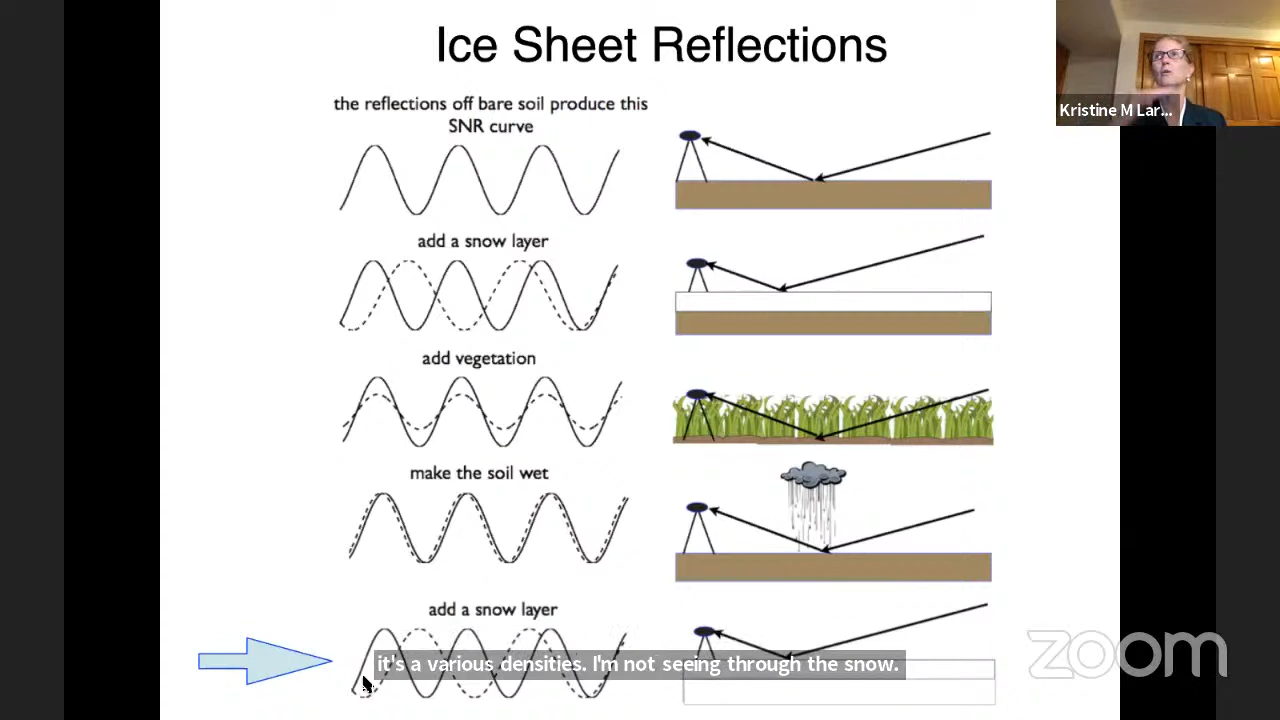 Ice Sheet Reflections
the reflections off bare soil produce this
SNR curve
add a snow layer
add vegetation
make the soil wet
add a snow layer
it's a various densities. I'm not seeing through the snow.
Kristine M Lar...
zoom